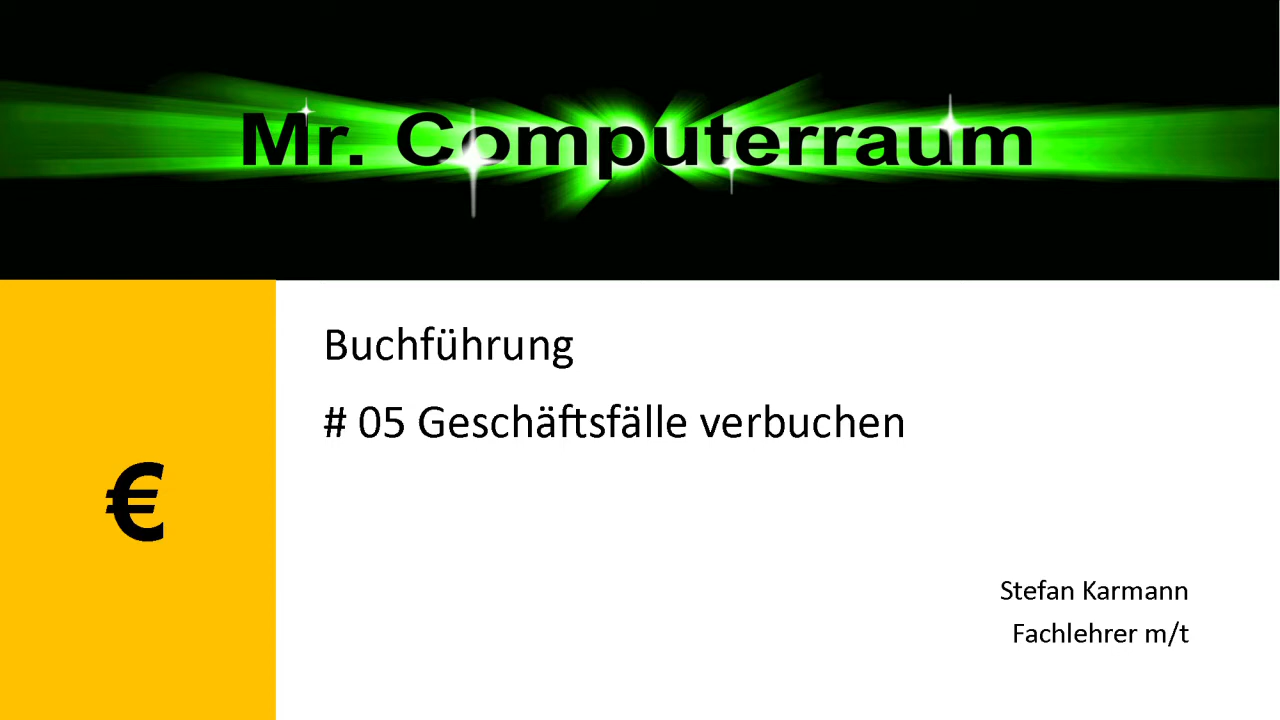 Mr. Computerraum
Buchführung
# 05 Geschäftsfälle verbuchen
€
Stefan Karmann
Fachlehrer m/t